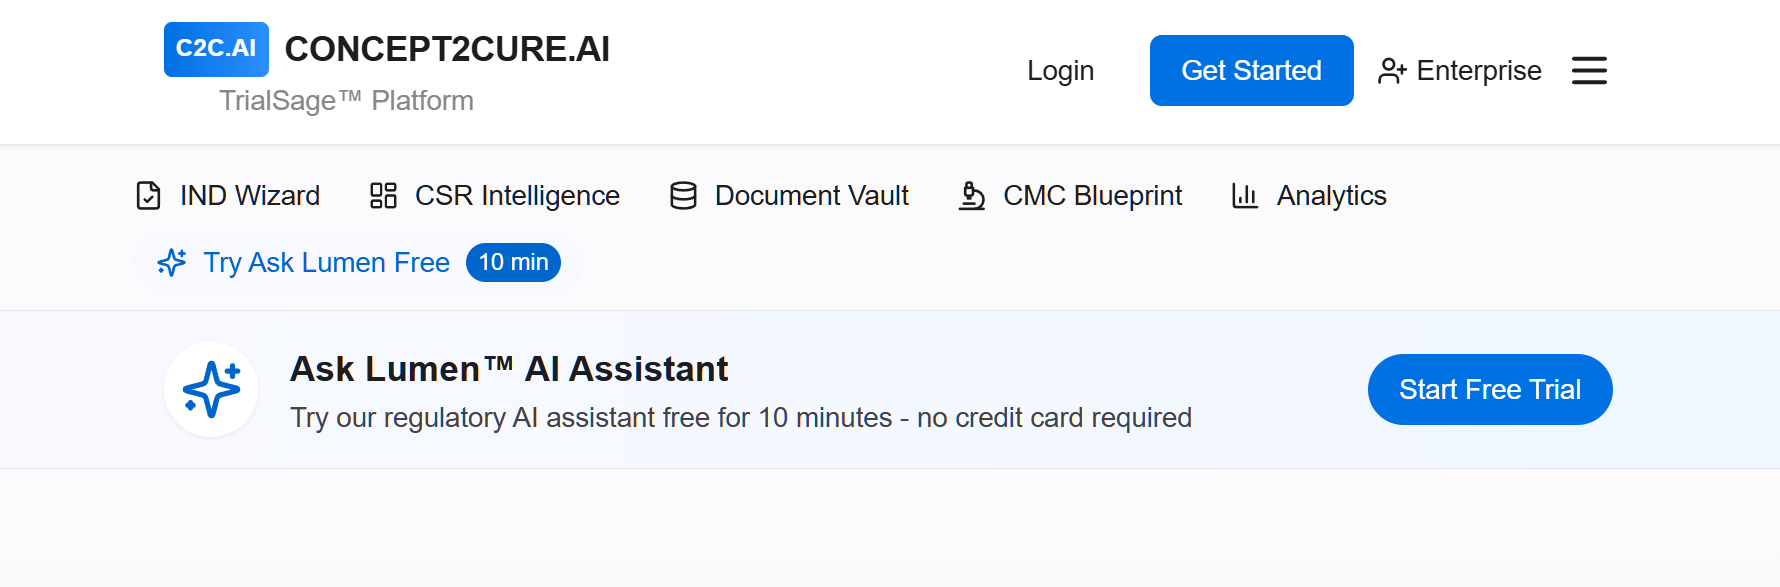 C2C.AI CONCEPT2CURE.AI
TrialSage™ Platform
Login Get Started Enterprise
IND Wizard CSR Intelligence Document Vault CMC Blueprint Analytics
Try Ask Lumen Free 10 min
Ask Lumen™ AI Assistant
Try our regulatory AI assistant free for 10 minutes - no credit card required
Start Free Trial